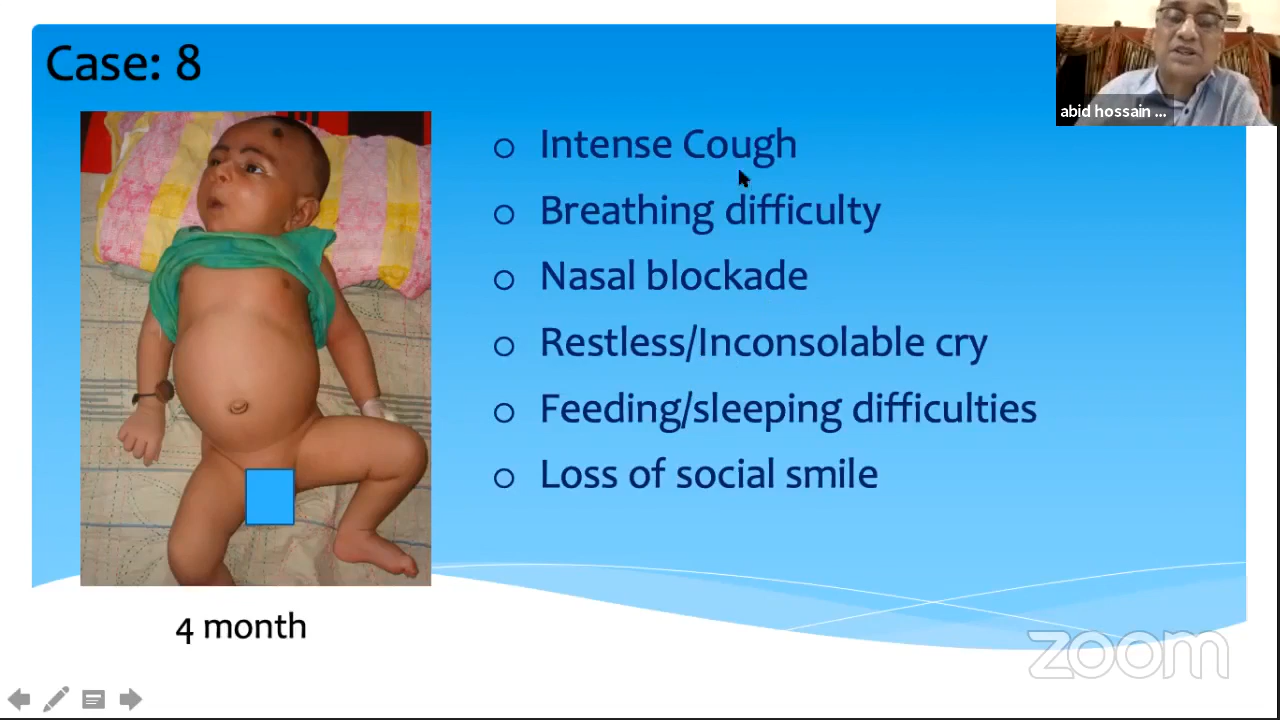 Case: 8
abid hossain ...
Intense Cough
Breathing difficulty
Nasal blockade
Restless/Inconsolable cry
Feeding/sleeping difficulties
Loss of social smile
4 month
zoom